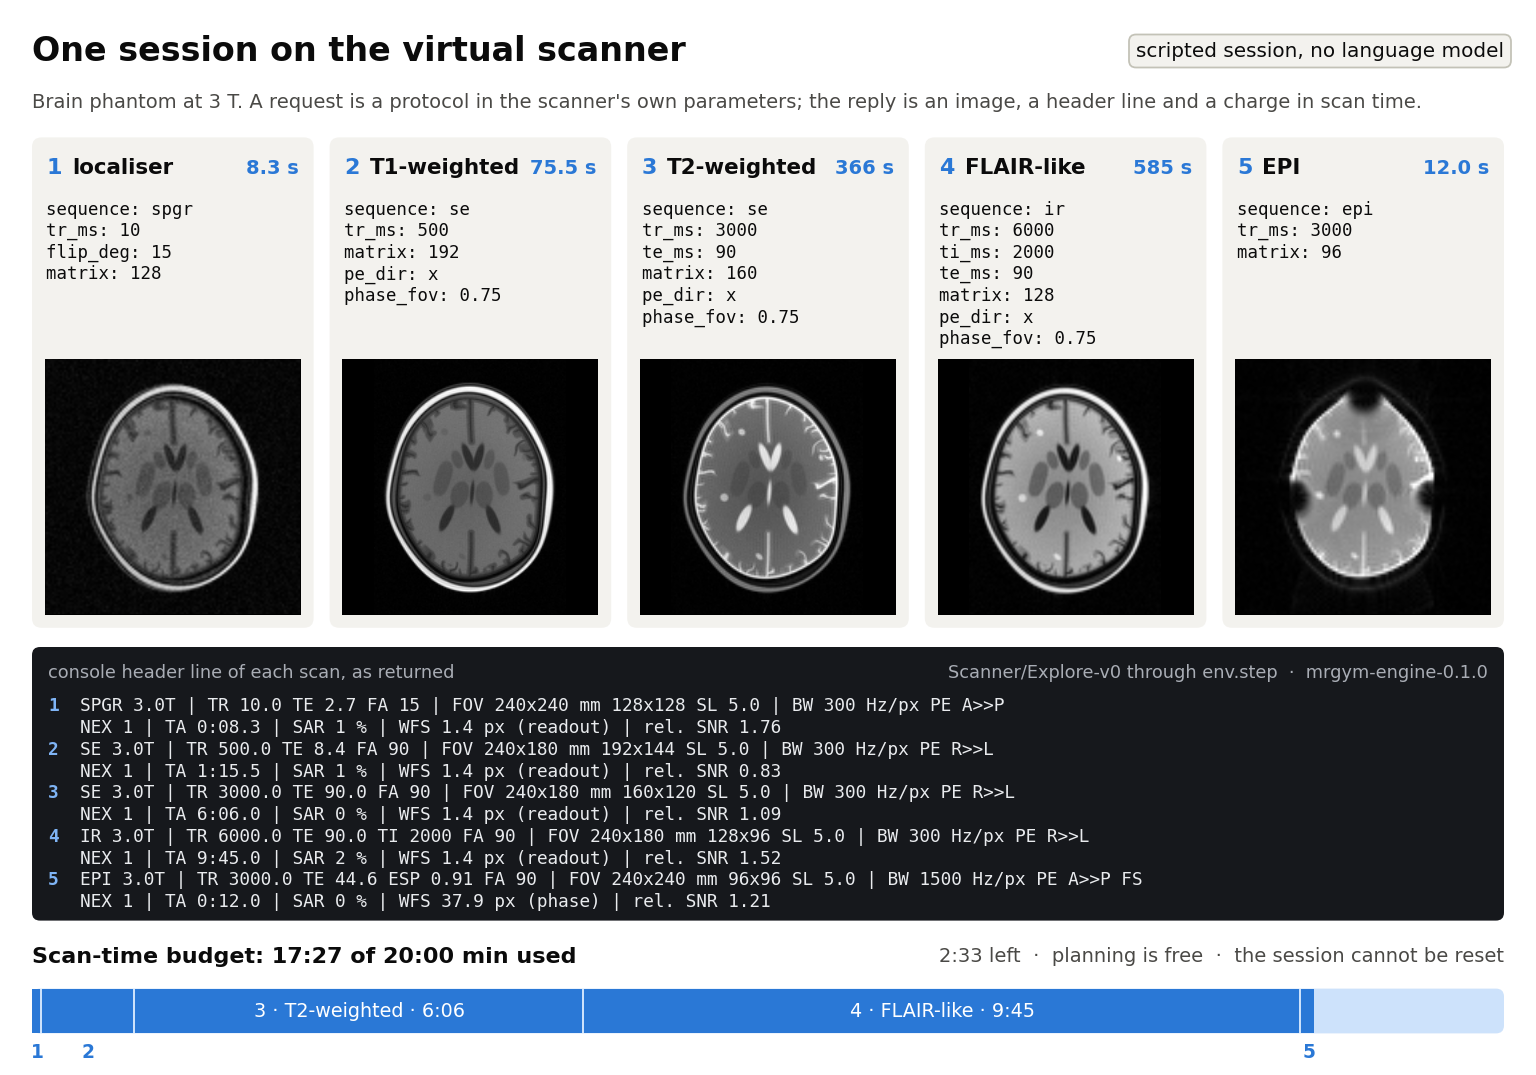 One session on the virtual scanner
scripted session, no language model
Brain phantom at 3 T. A request is a protocol in the scanner's own parameters; the reply is an image, a header line and a charge in scan time.
1 localiser 8.3 s
sequence: spgr
tr_ms: 10
flip_deg: 15
matrix: 128
2 T1-weighted 75.5 s
sequence: se
tr_ms: 500
matrix: 192
pe_dir: x
phase_fov: 0.75
3 T2-weighted 366 s
sequence: se
tr_ms: 3000
te_ms: 90
matrix: 160
pe_dir: x
phase_fov: 0.75
4 FLAIR-like 585 s
sequence: ir
tr_ms: 6000
ti_ms: 2000
te_ms: 90
matrix: 128
pe_dir: x
phase_fov: 0.75
5 EPI 12.0 s
sequence: epi
tr_ms: 3000
matrix: 96
console header line of each scan, as returned
Scanner/Explore-v0 through env.step · mrgym-engine-0.1.0
1 SPGR 3.0T | TR 10.0 TE 2.7 FA 15 | FOV 240x240 mm 128x128 SL 5.0 | BW 300 Hz/px PE A>>P
NEX 1 | TA 0:08.3 | SAR 1 % | WFS 1.4 px (readout) | rel. SNR 1.76
2 SE 3.0T | TR 500.0 TE 8.4 FA 90 | FOV 240x180 mm 192x144 SL 5.0 | BW 300 Hz/px PE R>>L
NEX 1 | TA 1:15.5 | SAR 1 % | WFS 1.4 px (readout) | rel. SNR 0.83
3 SE 3.0T | TR 3000.0 TE 90.0 FA 90 | FOV 240x180 mm 160x120 SL 5.0 | BW 300 Hz/px PE R>>L
NEX 1 | TA 6:06.0 | SAR 0 % | WFS 1.4 px (readout) | rel. SNR 1.09
4 IR 3.0T | TR 6000.0 TE 90.0 TI 2000 FA 90 | FOV 240x180 mm 128x96 SL 5.0 | BW 300 Hz/px PE R>>L
NEX 1 | TA 9:45.0 | SAR 2 % | WFS 1.4 px (readout) | rel. SNR 1.52
5 EPI 3.0T | TR 3000.0 TE 44.6 ESP 0.91 FA 90 | FOV 240x240 mm 96x96 SL 5.0 | BW 1500 Hz/px PE A>>P FS
NEX 1 | TA 0:12.0 | SAR 0 % | WFS 37.9 px (phase) | rel. SNR 1.21
Scan-time budget: 17:27 of 20:00 min used
2:33 left · planning is free · the session cannot be reset
3 · T2-weighted · 6:06
4 · FLAIR-like · 9:45
1 2 5